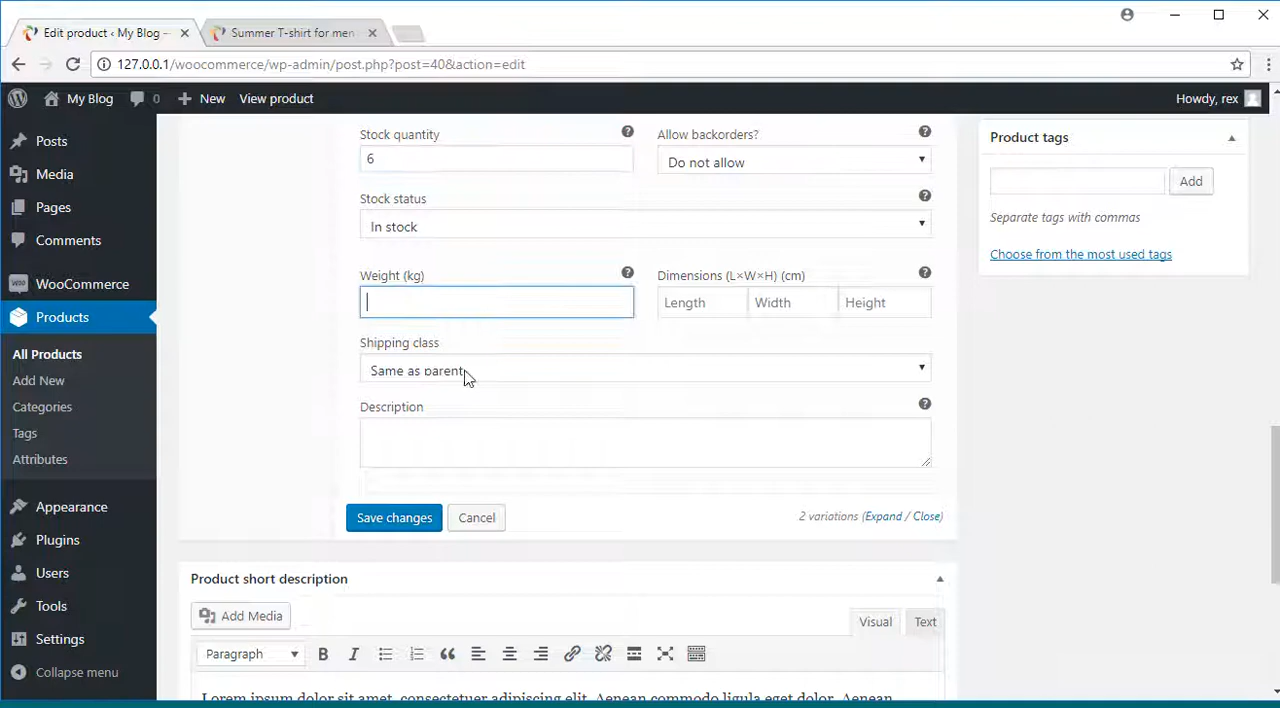 Edit product ‹ My Blog –
Summer T-shirt for men
127.0.0.1/woocommerce/wp-admin/post.php?post=40&action=edit
My Blog
0
New
View product
Howdy, rex
Posts
Media
Pages
Comments
WooCommerce
Products
All Products
Add New
Categories
Tags
Attributes
Appearance
Plugins
Users
Tools
Settings
Collapse menu
Stock quantity
Allow backorders?
6
Do not allow
Stock status
In stock
Weight (kg)
Dimensions (L×W×H) (cm)
Length
Width
Height
Shipping class
Same as parent
Description
Save changes
Cancel
2 variations (Expand / Close)
Product short description
Add Media
Visual
Text
Paragraph
Lorem ipsum dolor sit amet, consectetuer adipiscing elit. Aenean commodo ligula eget dolor. Aenean
Product tags
Add
Separate tags with commas
Choose from the most used tags